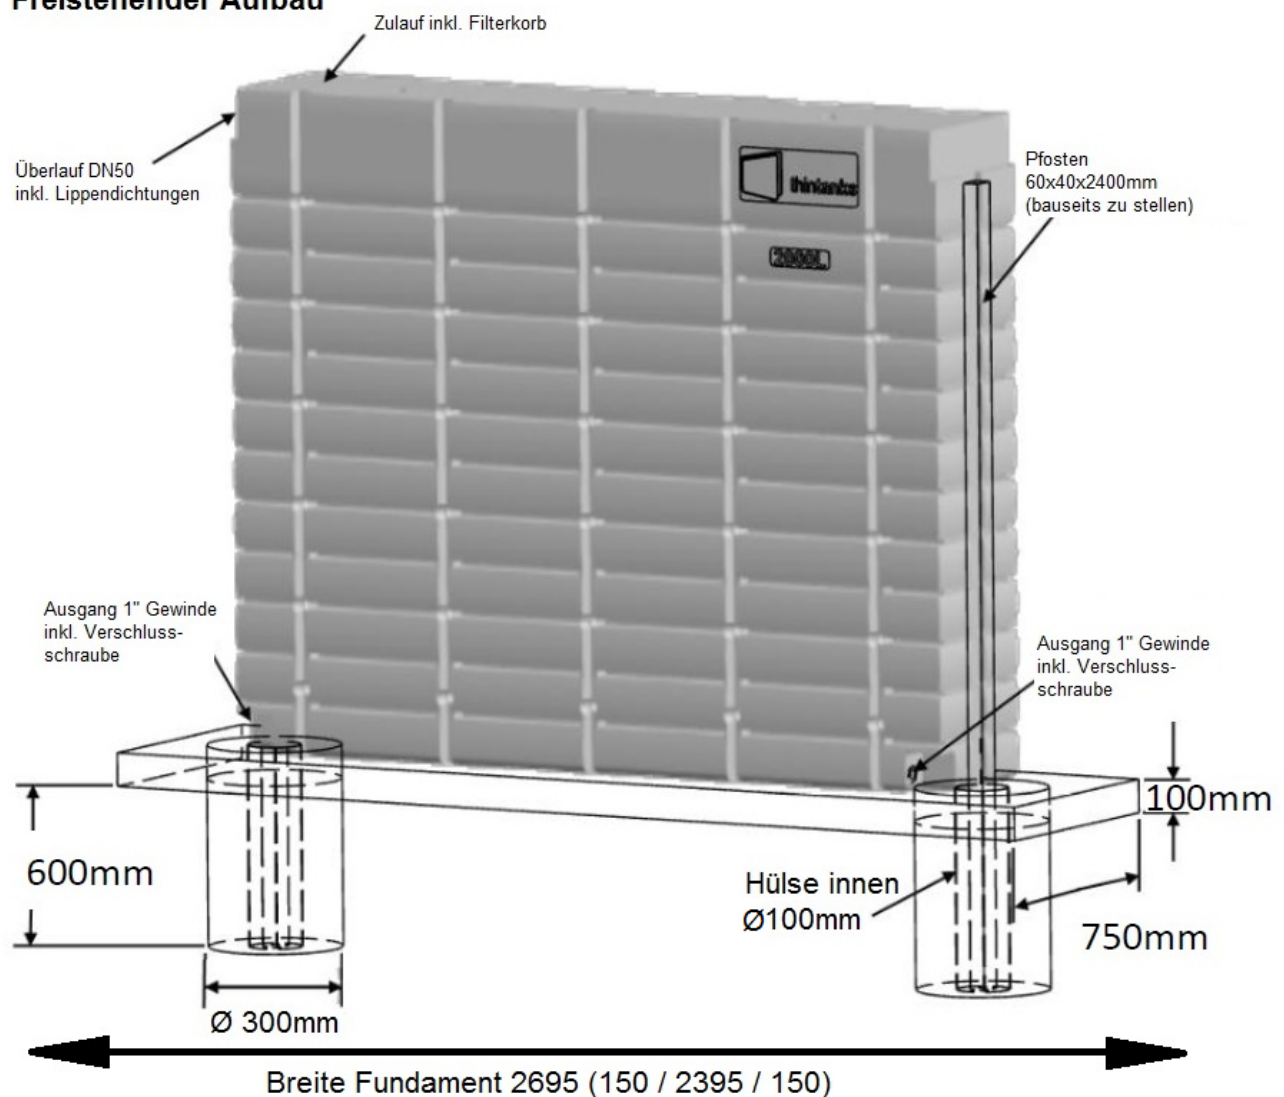 Freistehender Aufbau
Zulauf inkl. Filterkorb
Überlauf DN50
inkl. Lippendichtungen
thintanks
2000L
Pfosten
60x40x2400mm
(bauseits zu stellen)
Ausgang 1" Gewinde
inkl. Verschluss-
schraube
Ausgang 1" Gewinde
inkl. Verschluss-
schraube
100mm
600mm
Hülse innen
Ø100mm
750mm
Ø 300mm
Breite Fundament 2695 (150 / 2395 / 150)